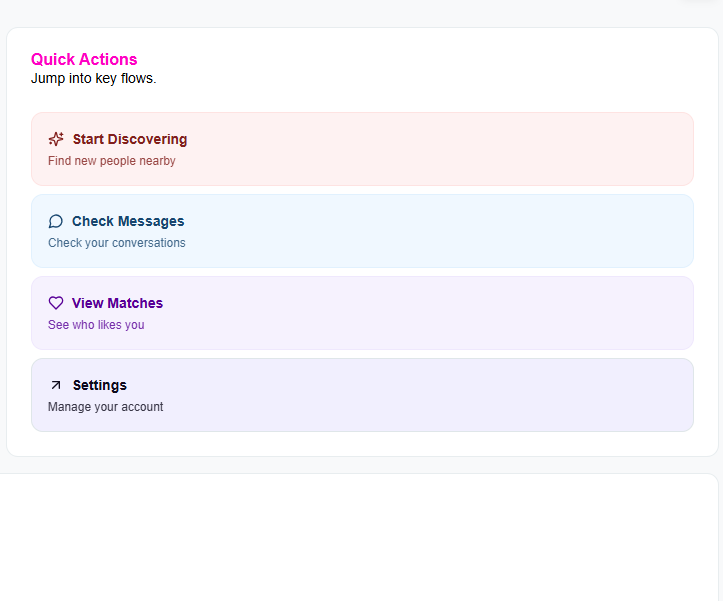 Quick Actions
Jump into key flows.
Start Discovering
Find new people nearby
Check Messages
Check your conversations
View Matches
See who likes you
Settings
Manage your account